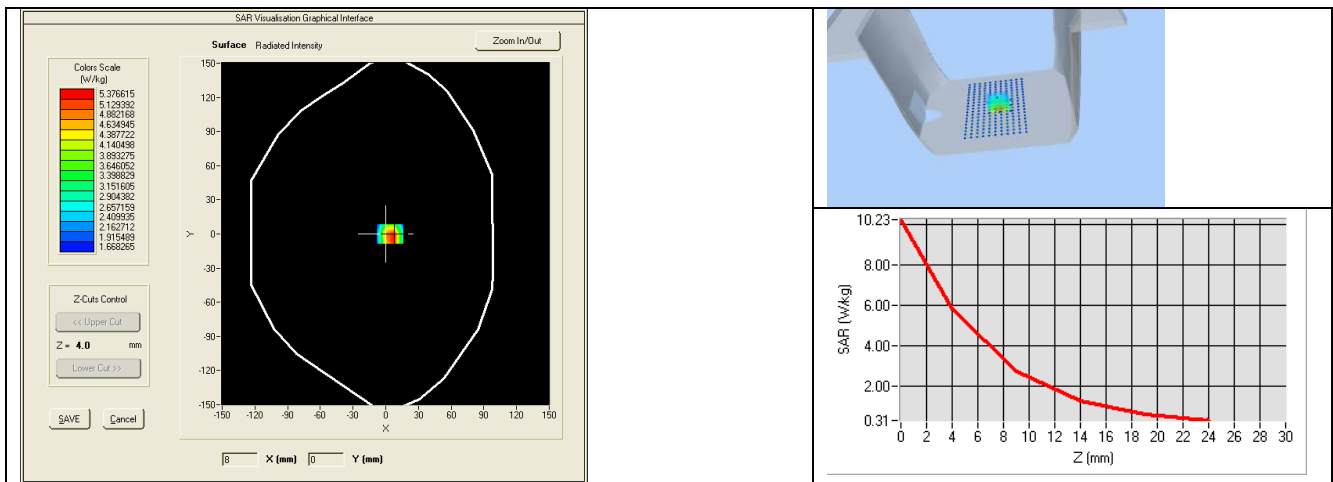 SAR Visualisation Graphical Interface
Surface Radiated Intensity
Zoom In/Out
Colors Scale
(W/kg)
5.376615
5.129392
4.882168
4.634945
4.387722
4.140498
3.893275
3.646052
3.398829
3.151605
2.904382
2.657159
2.409935
2.162712
1.915489
1.668265
Z-Cuts Control
<< Upper Cut
Z = 4.0 mm
Lower Cut >>
SAVE Cancel
150
120
90
60
30
0
-30
-60
-90
-120
-150
Y
-150 -120 -90 -60 -30 0 30 60 90 120 150
X
8 X (mm) 0 Y (mm)
10.23
8.00
6.00
4.00
2.00
0.31
SAR (W/kg)
0 2 4 6 8 10 12 14 16 18 20 22 24 26 28 30
Z (mm)